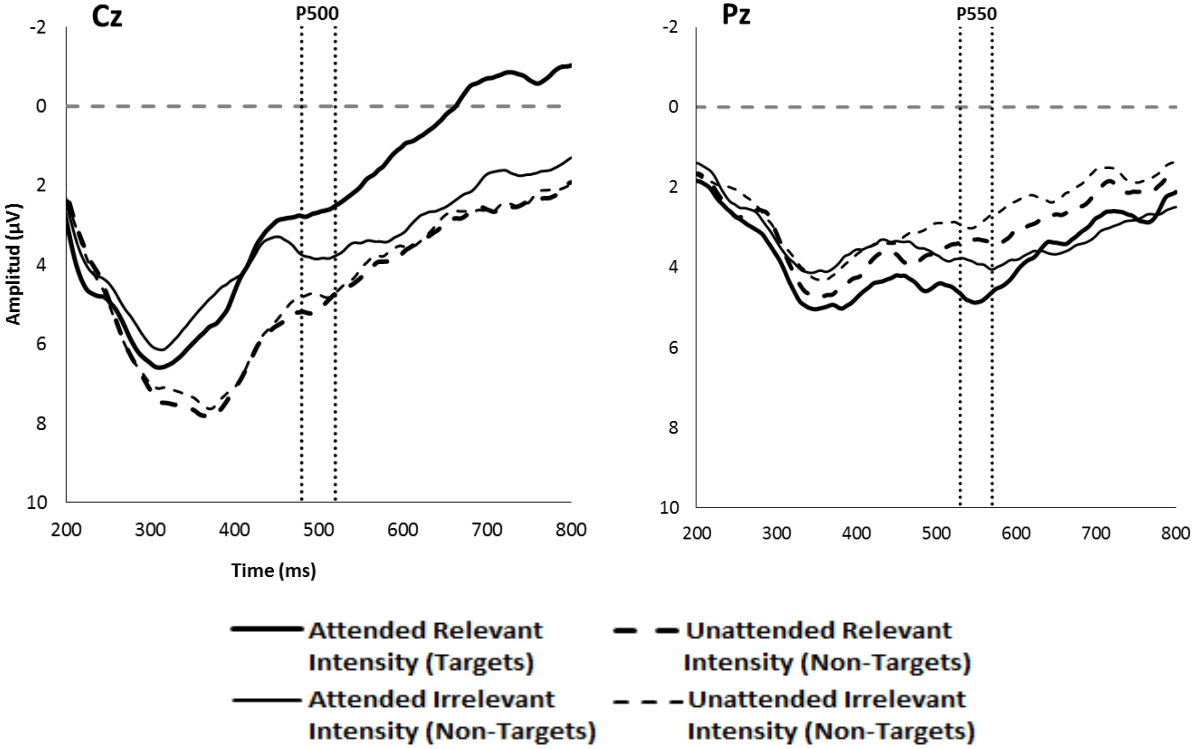 Cz
P500
Pz
P550
-2
0
2
4
6
8
10
Amplitud (µV)
200
300
400
500
600
700
800
Time (ms)
-2
0
2
4
6
8
10
200
300
400
500
600
700
800
Attended Relevant
Intensity (Targets)
Unattended Relevant
Intensity (Non-Targets)
Attended Irrelevant
Intensity (Non-Targets)
Unattended Irrelevant
Intensity (Non-Targets)